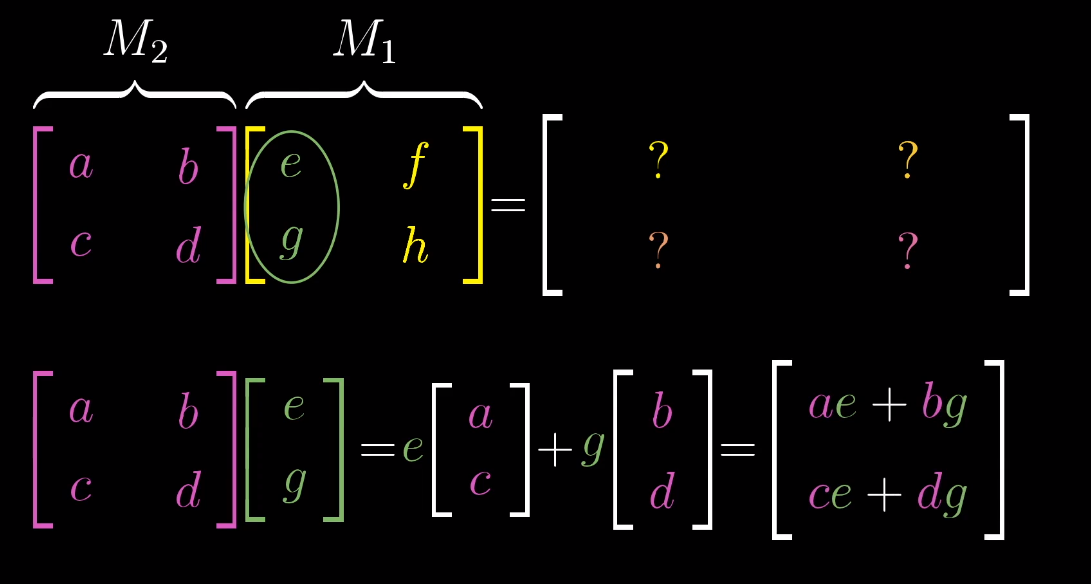 M₂ M₁
[a b; c d] [e f; g h] = [? ?; ? ?]
[a b; c d] [e; g] = e [a; c] + g [b; d] = [ae + bg; ce + dg]